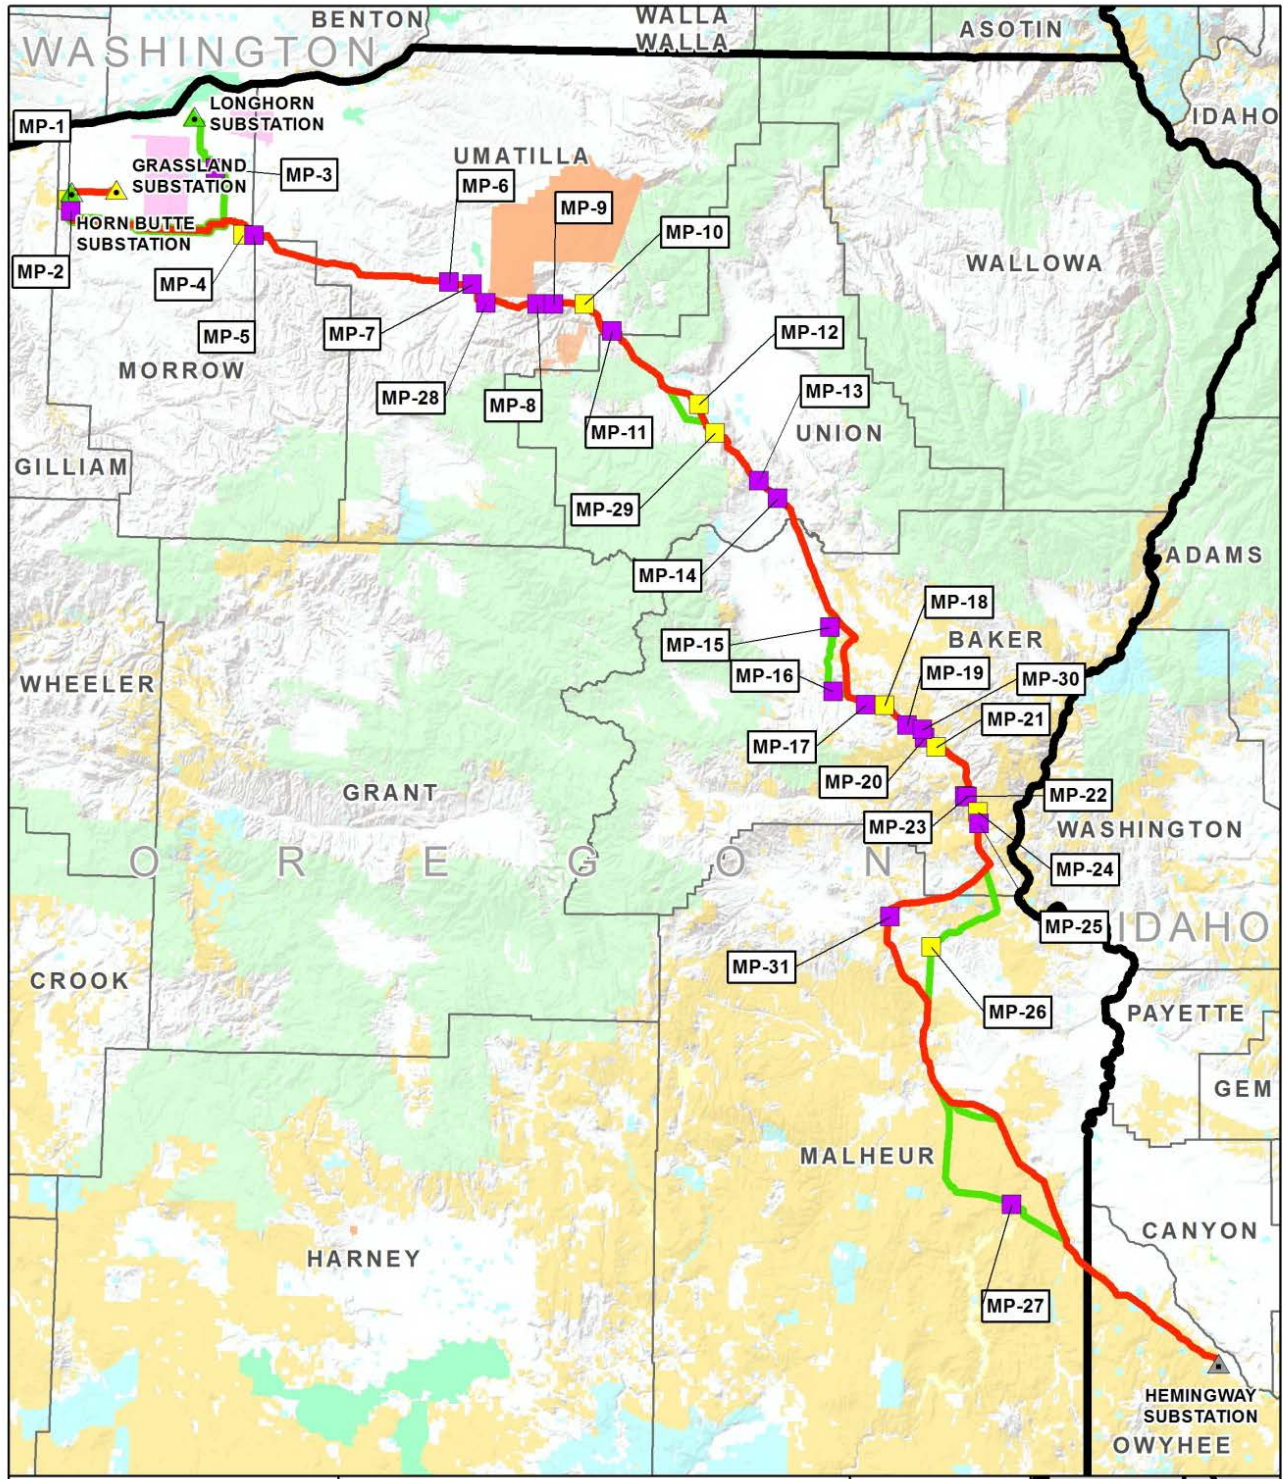 BENTON
WALLA
WALLA
ASOTIN
WASHINGTON
LONGHORN
SUBSTATION
MP-1
IDAHO
GRASSLAND
SUBSTATION
MP-3
UMATILLA
MP-6
MP-9
MP-10
HORN BUTTE
SUBSTATION
MP-2
MP-4
WALLOWA
MP-5
MP-7
MP-12
MORROW
MP-28
MP-8
MP-13
MP-11
UNION
GILLIAM
MP-29
MP-14
ADAMS
MP-18
MP-15
BAKER
MP-16
MP-19
MP-30
WHEELER
MP-21
MP-17
MP-20
GRANT
MP-22
MP-23
WASHINGTON
OREGON
MP-24
MP-25
IDAHO
MP-31
CROOK
MP-26
PAYETTE
GEM
MALHEUR
CANYON
HARNEY
MP-27
HEMINGWAY
SUBSTATION
OWYHEE